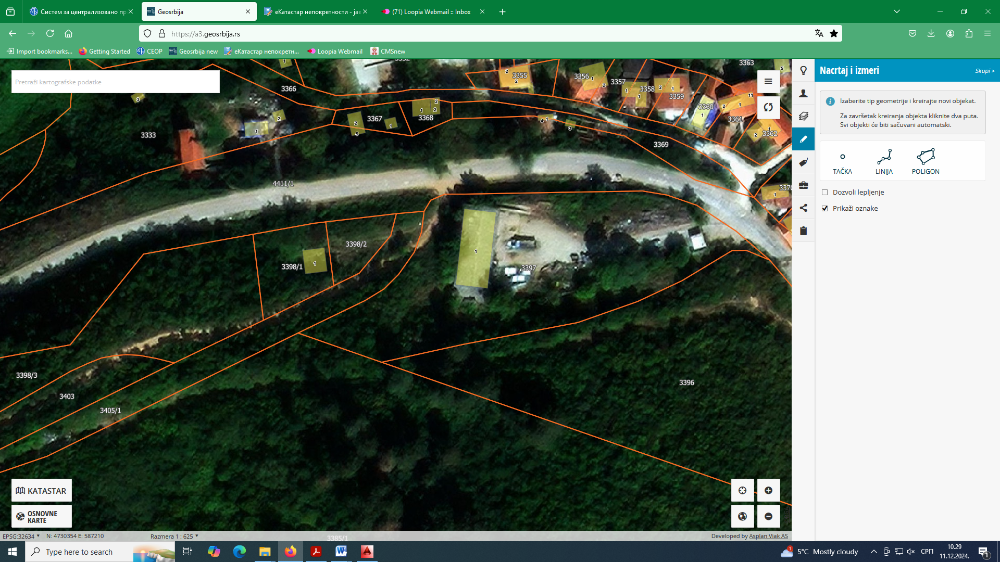 Систем за централизовано пр
Geosrbija
еКатастар непокретности - јав
(71) Loopia Webmail :: Inbox
https://a3.geosrbija.rs
Import bookmarks...
Getting Started
CEOP
Geosrbija new
еКатастар непокретн...
Loopia Webmail
CMSnew
Pretraži kartografske podatke
3363
3366
3355
3356
3357
3358
3359
3360
3361
3362
3367
3368
3333
3369
4411/1
3370
3398/2
3398/1
3397
3398/3
3403
3405/1
3396
3385/1
KATASTAR
OSNOVNE
KARTE
EPSG:32634
N: 4730354 E: 587210
Razmera 1 : 625
Developed by Asplan Viak AS
Nacrtaj i izmeri
Skupi >
Izaberite tip geometrije i kreirajte novi objekat.
Za završetak kreiranja objekta kliknite dva puta.
Svi objekti će biti sačuvani automatski.
TAČKA
LINIJA
POLIGON
Dozvoli lepljenje
Prikaži oznake
Type here to search
1
5°C Mostly cloudy
СРП
10.29
11.12.2024.
1